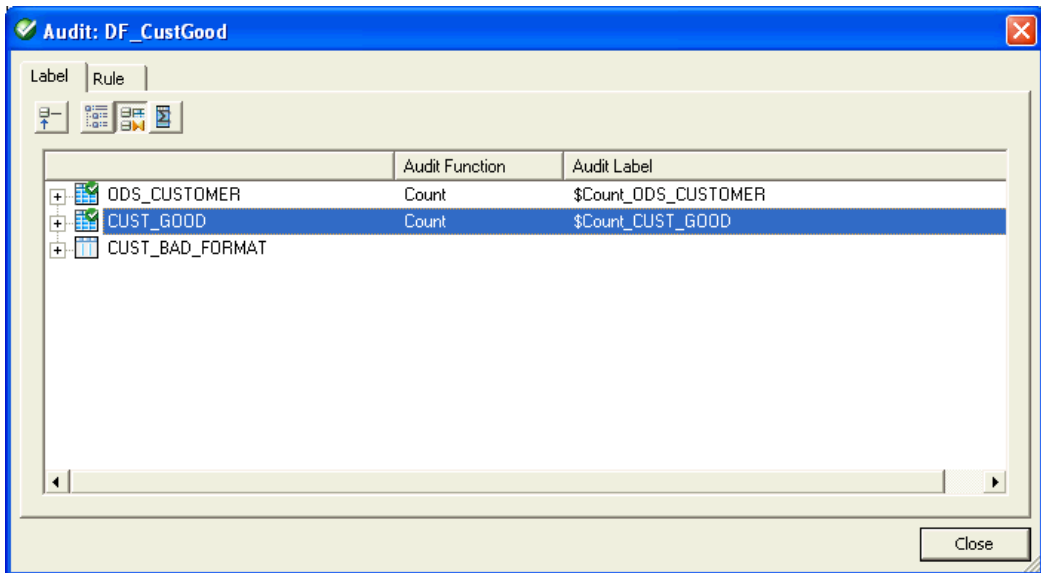 Audit: DF_CustGood
Label Rule
Audit Function Audit Label
ODS_CUSTOMER Count $Count_ODS_CUSTOMER
CUST_GOOD Count $Count_CUST_GOOD
CUST_BAD_FORMAT
Close